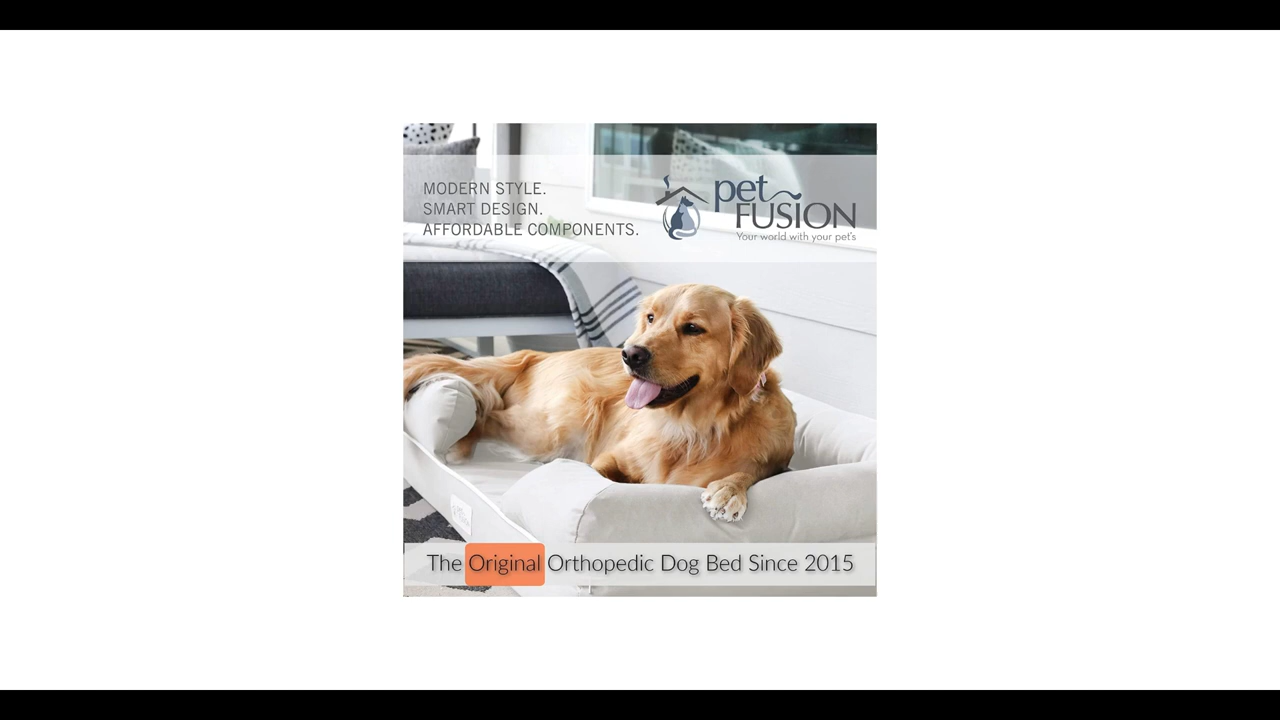 MODERN STYLE.
SMART DESIGN.
AFFORDABLE COMPONENTS.
pet
FUSION
Your world with your pet's
The Original Orthopedic Dog Bed Since 2015